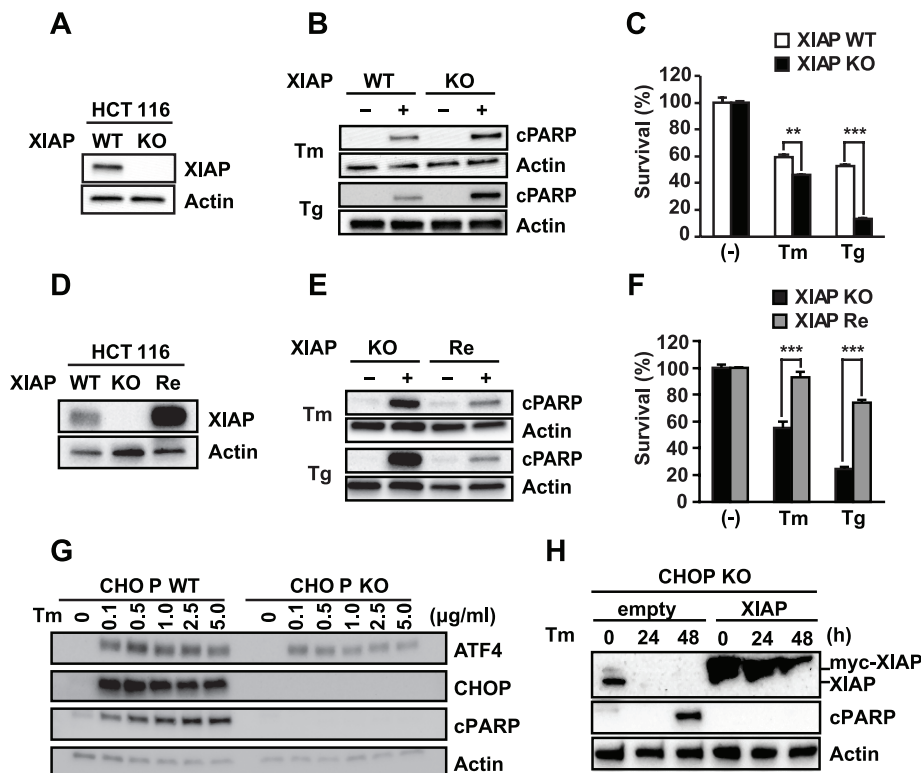 A
HCT 116
XIAP WT KO
XIAP
Actin
B
XIAP WT KO
– + – +
Tm cPARP
Actin
Tg cPARP
Actin
C
XIAP WT
XIAP KO
Survival (%)
120
100
80
60
40
20
0
** ***
(-) Tm Tg
D
HCT 116
XIAP WT KO Re
XIAP
Actin
E
XIAP KO Re
– + – +
Tm cPARP
Actin
Tg cPARP
Actin
F
XIAP KO
XIAP Re
Survival (%)
120
100
80
60
40
20
0
*** ***
(-) Tm Tg
G
CHO P WT CHO P KO
Tm 0 0.1 0.5 1.0 2.5 5.0 0 0.1 0.5 1.0 2.5 5.0 (µg/ml)
ATF4
CHOP
cPARP
Actin
H
CHOP KO
empty XIAP
Tm 0 24 48 0 24 48 (h)
myc-XIAP
XIAP
cPARP
Actin